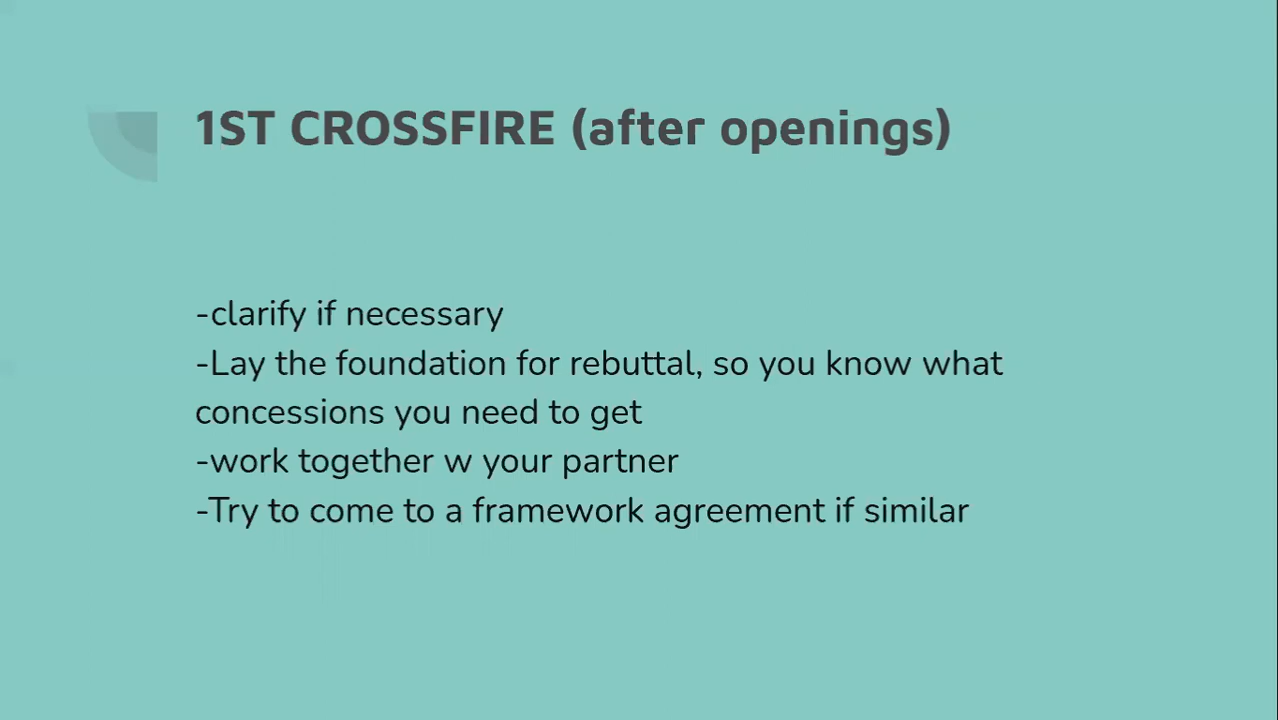 1ST CROSSFIRE (after openings)
-clarify if necessary
-Lay the foundation for rebuttal, so you know what
concessions you need to get
-work together w your partner
-Try to come to a framework agreement if similar